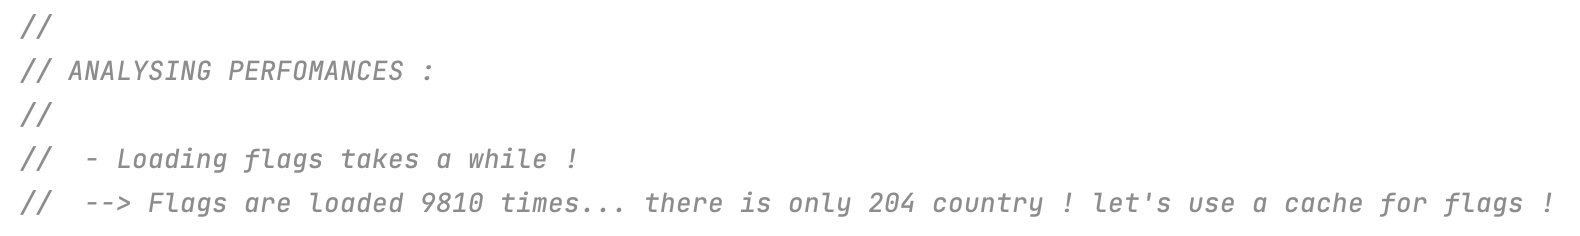 //
// ANALYSING PERFOMANCES :
//
//  - Loading flags takes a while !
//  --> Flags are loaded 9810 times... there is only 204 country ! let's use a cache for flags !